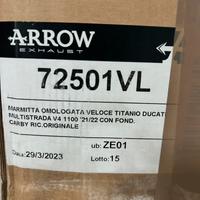 ARROW
EXHAUST
72501VL
MARMITTA OMOLOGATA VELOCE TITANIO DUCATI
MULTISTRADA V4 1100 '21/22 CON FOND.
CARBY RIC.ORIGINALE
ub: ZE01
Data: 29/3/2023
Lotto: 15